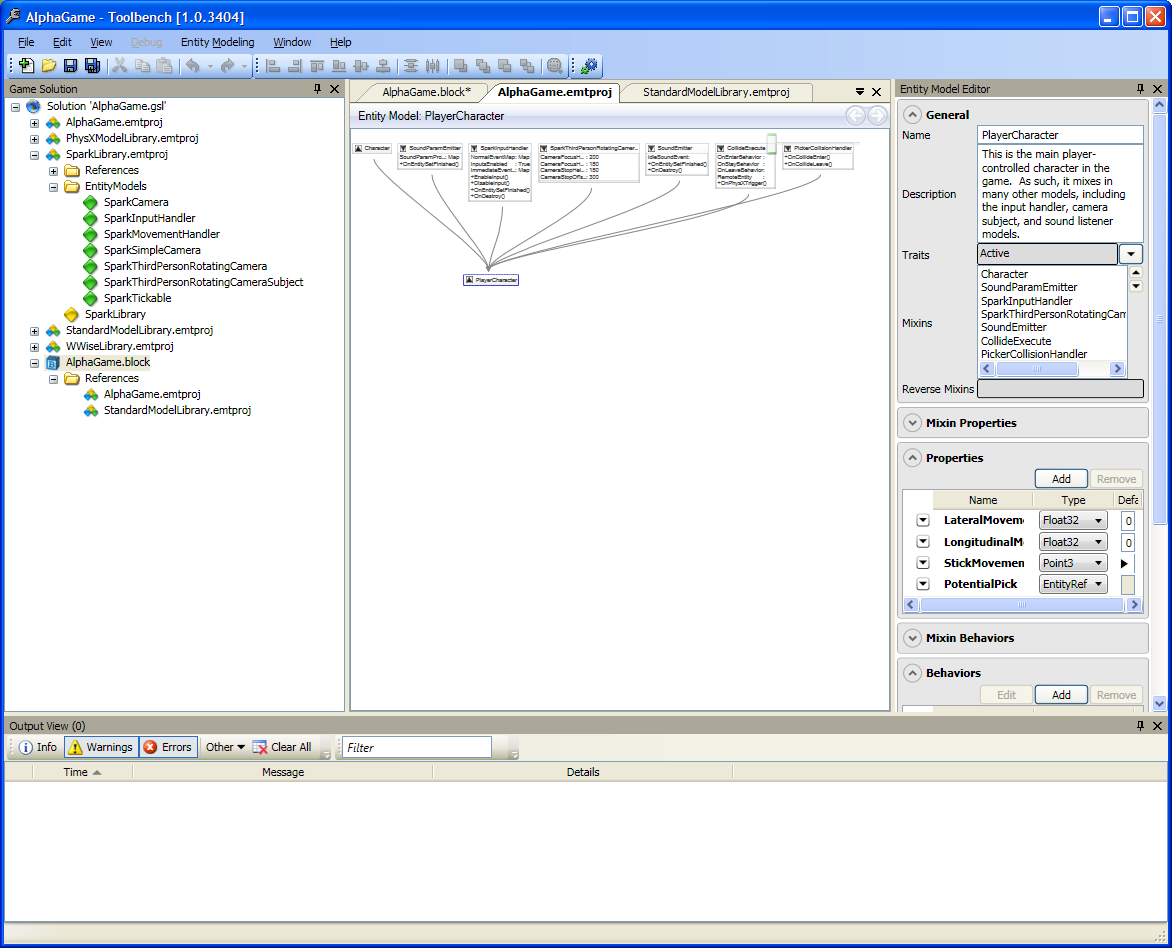 AlphaGame - Toolbench [1.0.3404]
File Edit View Debug Entity Modeling Window Help
Game Solution
Solution 'AlphaGame.gsl'
AlphaGame.emtproj
PhysXModelLibrary.emtproj
SparkLibrary.emtproj
References
EntityModels
SparkCamera
SparkInputHandler
SparkMovementHandler
SparkSimpleCamera
SparkThirdPersonRotatingCamera
SparkThirdPersonRotatingCameraSubject
SparkTickable
SparkLibrary
StandardModelLibrary.emtproj
WWiseLibrary.emtproj
AlphaGame.block
References
AlphaGame.emtproj
StandardModelLibrary.emtproj
AlphaGame.block* AlphaGame.emtproj StandardModelLibrary.emtproj
Entity Model: PlayerCharacter
Character
SoundParamEmitter
SoundParamPro...: Map
+OnEntitySetFinished()
SparkInputHandler
NormalEventMap: Map
InputsEnabled : True
ImmediateEvent...: Map
+EnableInput()
+DisableInput()
+OnEntitySetFinished()
+OnDestroy()
SparkThirdPersonRotatingCamer...
CameraFocusH... : 200
CameraFocusH... : 150
CameraStopHei... : 150
CameraStopOffs... : 300
SoundEmitter
IdleSoundEvent:
+OnEntitySetFinished()
+OnDestroy()
CollideExecute
OnEnterBehavior :
OnStayBehavior :
OnLeaveBehavior:
RemoteEntity :
+OnPhysXTrigger()
PickerCollisionHandler
+OnCollideEnter()
+OnCollideLeave()
PlayerCharacter
Entity Model Editor
General
Name PlayerCharacter
Description This is the main player-
controlled character in the
game. As such, it mixes in
many other models, including
the input handler, camera
subject, and sound listener
models.
Traits Active
Mixins
Character
SoundParamEmitter
SparkInputHandler
SparkThirdPersonRotatingCam
SoundEmitter
CollideExecute
PickerCollisionHandler
Reverse Mixins
Mixin Properties
Properties
Add Remove
Name Type Defa
LateralMovem Float32 0
LongitudinalM Float32 0
StickMovemen Point3
PotentialPick EntityRef
Mixin Behaviors
Behaviors
Edit Add Remove
Output View (0)
Info Warnings Errors Other Clear All Filter
Time Message Details